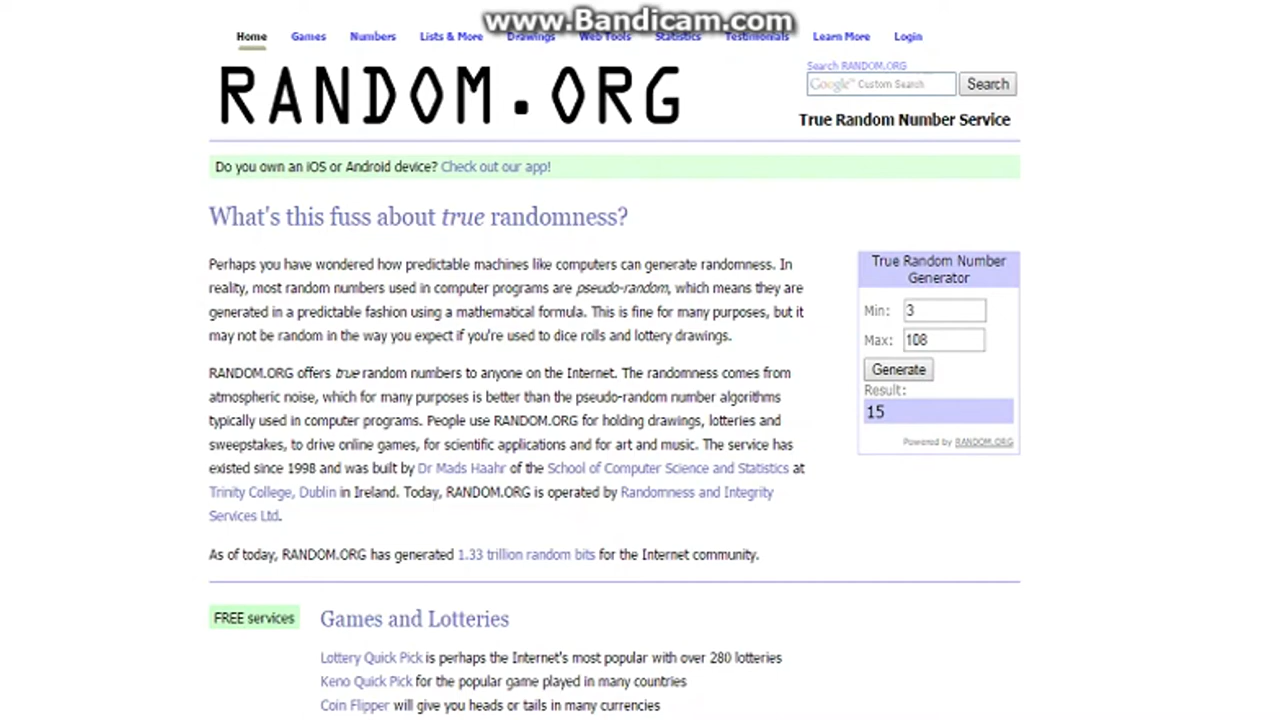 www.Bandicam.com
Home Games Numbers Lists & More Drawings Web Tools Statistics Testimonials Learn More Login
RANDOM.ORG
Search RANDOM.ORG
Google™ Custom Search Search
True Random Number Service
Do you own an iOS or Android device? Check out our app!
What's this fuss about true randomness?
Perhaps you have wondered how predictable machines like computers can generate randomness. In
reality, most random numbers used in computer programs are pseudo-random, which means they are
generated in a predictable fashion using a mathematical formula. This is fine for many purposes, but it
may not be random in the way you expect if you're used to dice rolls and lottery drawings.
RANDOM.ORG offers true random numbers to anyone on the Internet. The randomness comes from
atmospheric noise, which for many purposes is better than the pseudo-random number algorithms
typically used in computer programs. People use RANDOM.ORG for holding drawings, lotteries and
sweepstakes, to drive online games, for scientific applications and for art and music. The service has
existed since 1998 and was built by Dr Mads Haahr of the School of Computer Science and Statistics at
Trinity College, Dublin in Ireland. Today, RANDOM.ORG is operated by Randomness and Integrity
Services Ltd.
As of today, RANDOM.ORG has generated 1.33 trillion random bits for the Internet community.
True Random Number
Generator
Min: 3
Max: 108
Generate
Result:
15
Powered by RANDOM.ORG
FREE services
Games and Lotteries
Lottery Quick Pick is perhaps the Internet's most popular with over 280 lotteries
Keno Quick Pick for the popular game played in many countries
Coin Flipper will give you heads or tails in many currencies